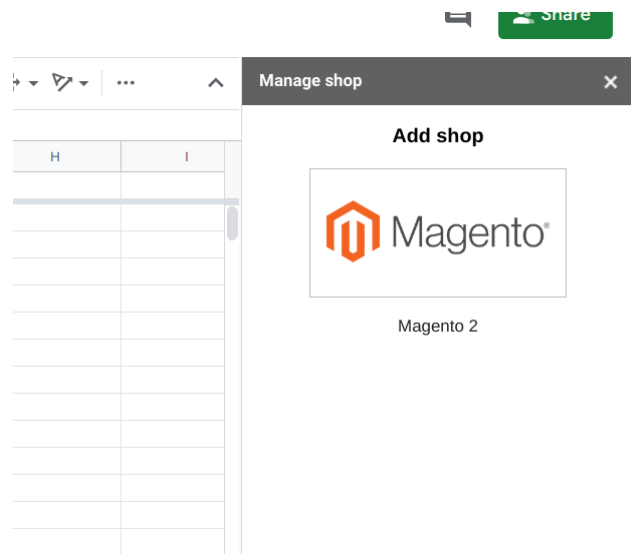 Share
Manage shop
H
I
Add shop
Magento®
Magento 2